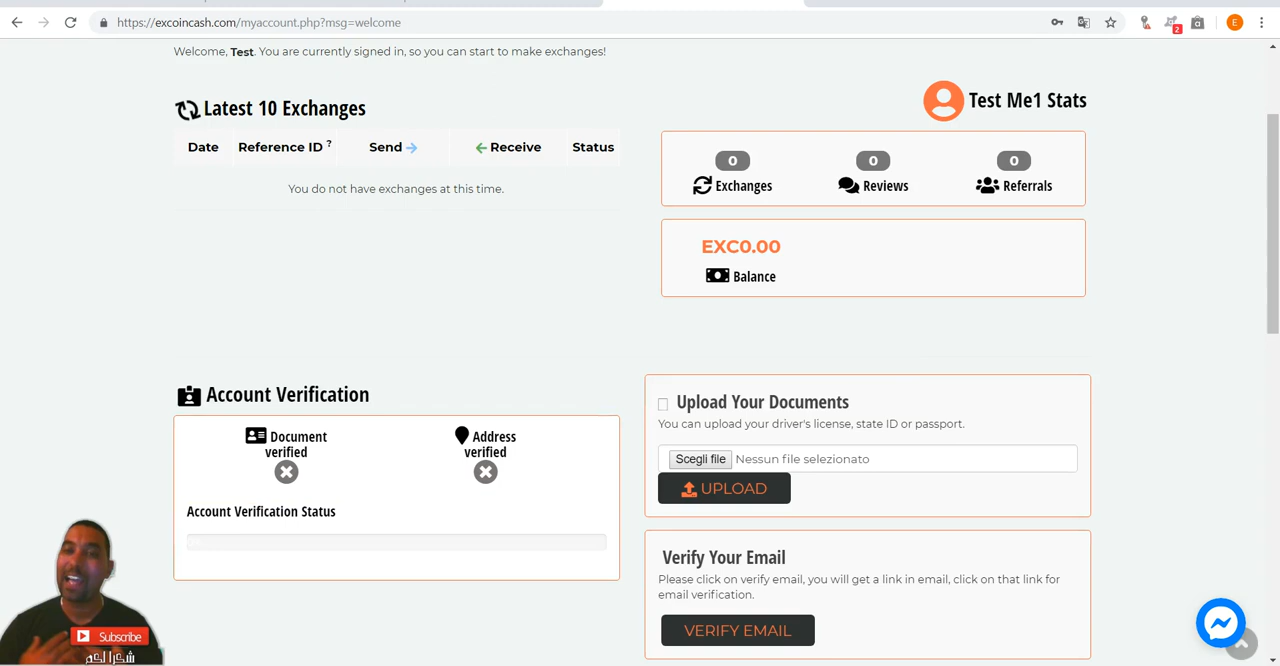 https://excoincash.com/myaccount.php?msg=welcome
2
E
Welcome, Test. You are currently signed in, so you can start to make exchanges!
Latest 10 Exchanges
Date Reference ID ? Send Receive Status
You do not have exchanges at this time.
Test Me1 Stats
0 0 0
Exchanges Reviews Referrals
EXC0.00
Balance
Account Verification
Document verified
Address verified
Account Verification Status
Upload Your Documents
You can upload your driver's license, state ID or passport.
Scegli file Nessun file selezionato
UPLOAD
Verify Your Email
Please click on verify email, you will get a link in email, click on that link for
email verification.
VERIFY EMAIL
Subscribe
شكرا لكم